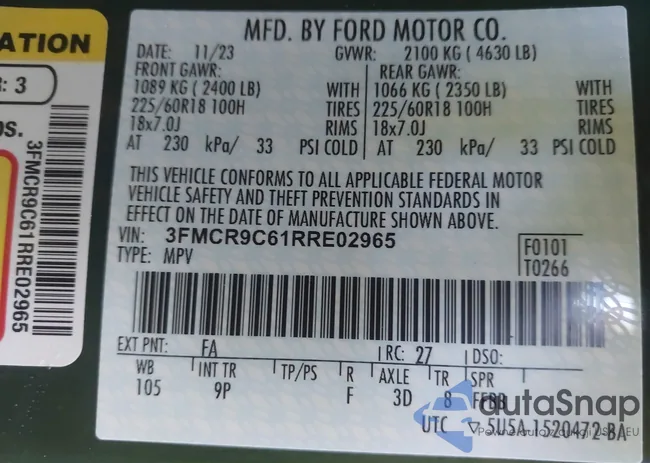 ATION
: 3
os.
3FMCR9C61RRE02965
MFD. BY FORD MOTOR CO.
DATE: 11/23 GVWR: 2100 KG ( 4630 LB)
FRONT GAWR: REAR GAWR:
1089 KG ( 2400 LB) WITH 1066 KG ( 2350 LB) WITH
225/60R18 100H TIRES 225/60R18 100H TIRES
18x7.0J RIMS 18x7.0J RIMS
AT 230 kPa/ 33 PSI COLD AT 230 kPa/ 33 PSI COLD
THIS VEHICLE CONFORMS TO ALL APPLICABLE FEDERAL MOTOR
VEHICLE SAFETY AND THEFT PREVENTION STANDARDS IN
EFFECT ON THE DATE OF MANUFACTURE SHOWN ABOVE.
VIN: 3FMCR9C61RRE02965 F0101
TYPE: MPV T0266
EXT PNT: FA RC: 27 DSO:
WB INT TR TP/PS R AXLE TR SPR
105 9P F 3D 8 FFBB
UTC ▽ 5U5A 1520472-BA
autoSnap